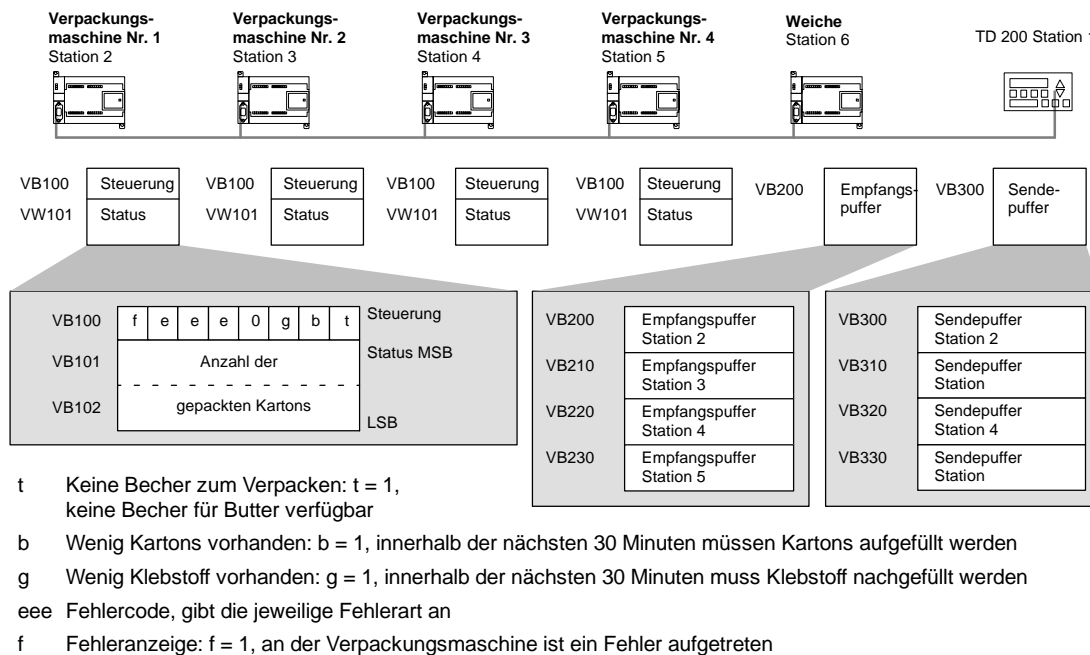 Verpackungs-
maschine Nr. 1
Station 2
Verpackungs-
maschine Nr. 2
Station 3
Verpackungs-
maschine Nr. 3
Station 4
Verpackungs-
maschine Nr. 4
Station 5
Weiche
Station 6
TD 200 Station 1
VB100 Steuerung
VW101 Status
VB100 Steuerung
VW101 Status
VB100 Steuerung
VW101 Status
VB100 Steuerung
VW101 Status
VB200 Empfangs-
puffer
VB300 Sende-
puffer
VB100 f e e e 0 g b t Steuerung
VB101 Anzahl der Status MSB
VB102 gepackten Kartons
LSB
VB200 Empfangspuffer
Station 2
VB210 Empfangspuffer
Station 3
VB220 Empfangspuffer
Station 4
VB230 Empfangspuffer
Station 5
VB300 Sendepuffer
Station 2
VB310 Sendepuffer
Station
VB320 Sendepuffer
Station 4
VB330 Sendepuffer
Station
t Keine Becher zum Verpacken: t = 1,
keine Becher für Butter verfügbar
b Wenig Kartons vorhanden: b = 1, innerhalb der nächsten 30 Minuten müssen Kartons aufgefüllt werden
g Wenig Klebstoff vorhanden: g = 1, innerhalb der nächsten 30 Minuten muss Klebstoff nachgefüllt werden
eee Fehlercode, gibt die jeweilige Fehlerart an
f Fehleranzeige: f = 1, an der Verpackungsmaschine ist ein Fehler aufgetreten